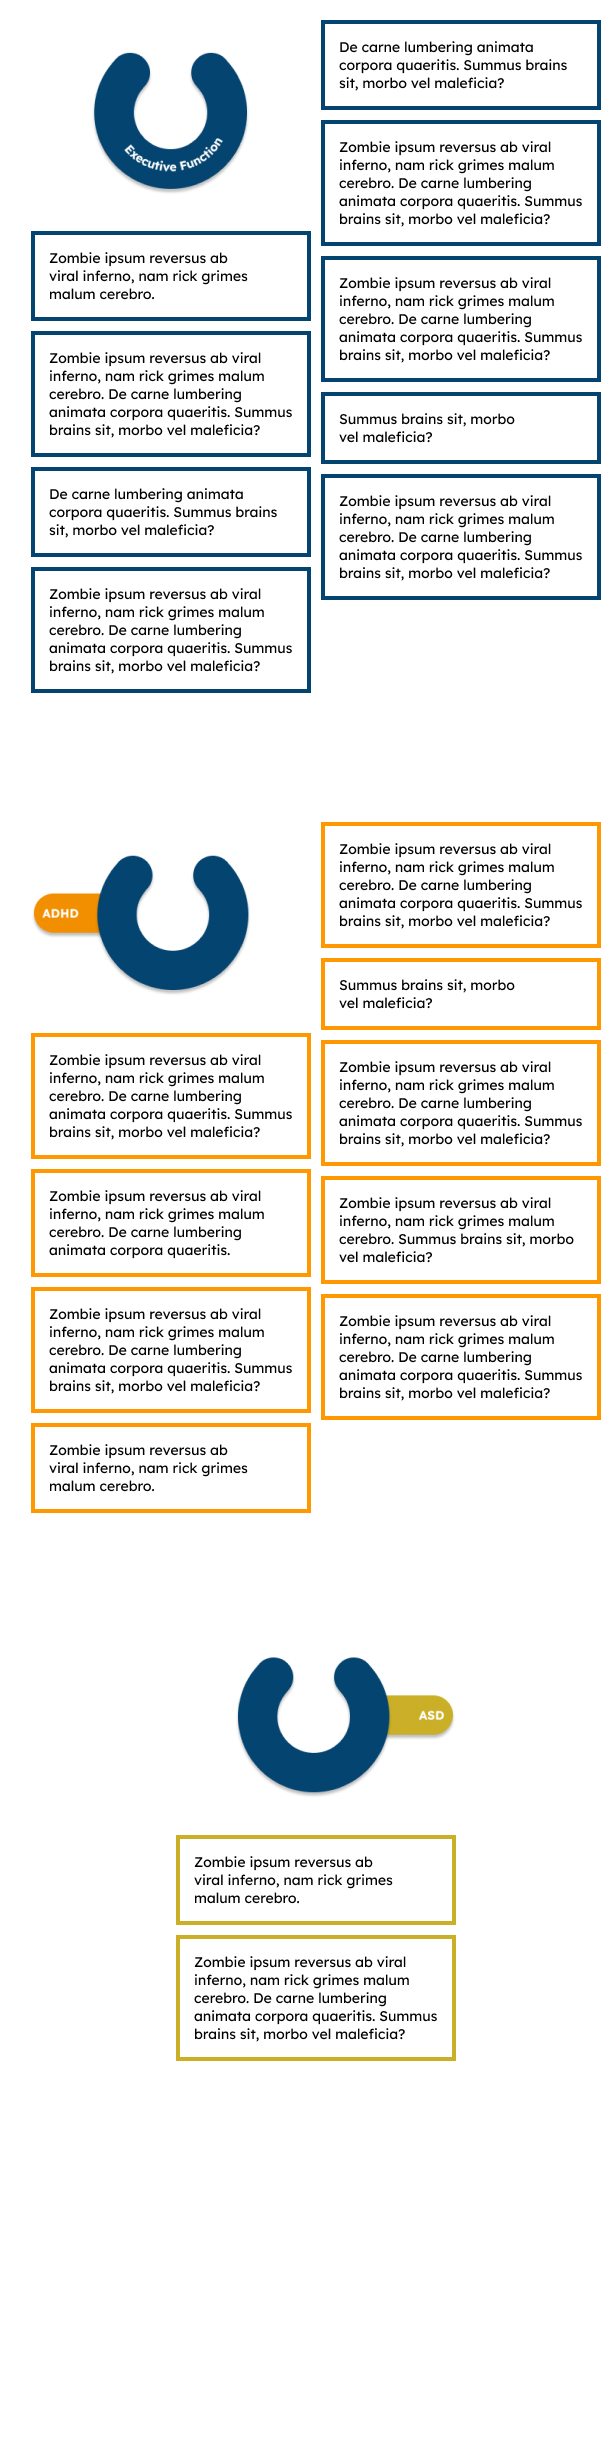 Executive Function
Zombie ipsum reversus ab
viral inferno, nam rick grimes
malum cerebro.
Zombie ipsum reversus ab viral
inferno, nam rick grimes malum
cerebro. De carne lumbering
animata corpora quaeritis. Summus
brains sit, morbo vel maleficia?
De carne lumbering animata
corpora quaeritis. Summus brains
sit, morbo vel maleficia?
Zombie ipsum reversus ab viral
inferno, nam rick grimes malum
cerebro. De carne lumbering
animata corpora quaeritis. Summus
brains sit, morbo vel maleficia?
De carne lumbering animata
corpora quaeritis. Summus brains
sit, morbo vel maleficia?
Zombie ipsum reversus ab viral
inferno, nam rick grimes malum
cerebro. De carne lumbering
animata corpora quaeritis. Summus
brains sit, morbo vel maleficia?
Zombie ipsum reversus ab viral
inferno, nam rick grimes malum
cerebro. De carne lumbering
animata corpora quaeritis. Summus
brains sit, morbo vel maleficia?
Summus brains sit, morbo
vel maleficia?
Zombie ipsum reversus ab viral
inferno, nam rick grimes malum
cerebro. De carne lumbering
animata corpora quaeritis. Summus
brains sit, morbo vel maleficia?
ADHD
Zombie ipsum reversus ab viral
inferno, nam rick grimes malum
cerebro. De carne lumbering
animata corpora quaeritis. Summus
brains sit, morbo vel maleficia?
Zombie ipsum reversus ab viral
inferno, nam rick grimes malum
cerebro. De carne lumbering
animata corpora quaeritis.
Zombie ipsum reversus ab viral
inferno, nam rick grimes malum
cerebro. De carne lumbering
animata corpora quaeritis. Summus
brains sit, morbo vel maleficia?
Zombie ipsum reversus ab
viral inferno, nam rick grimes
malum cerebro.
Zombie ipsum reversus ab viral
inferno, nam rick grimes malum
cerebro. De carne lumbering
animata corpora quaeritis. Summus
brains sit, morbo vel maleficia?
Summus brains sit, morbo
vel maleficia?
Zombie ipsum reversus ab viral
inferno, nam rick grimes malum
cerebro. De carne lumbering
animata corpora quaeritis. Summus
brains sit, morbo vel maleficia?
Zombie ipsum reversus ab viral
inferno, nam rick grimes malum
cerebro. Summus brains sit, morbo
vel maleficia?
Zombie ipsum reversus ab viral
inferno, nam rick grimes malum
cerebro. De carne lumbering
animata corpora quaeritis. Summus
brains sit, morbo vel maleficia?
ASD
Zombie ipsum reversus ab
viral inferno, nam rick grimes
malum cerebro.
Zombie ipsum reversus ab viral
inferno, nam rick grimes malum
cerebro. De carne lumbering
animata corpora quaeritis. Summus
brains sit, morbo vel maleficia?